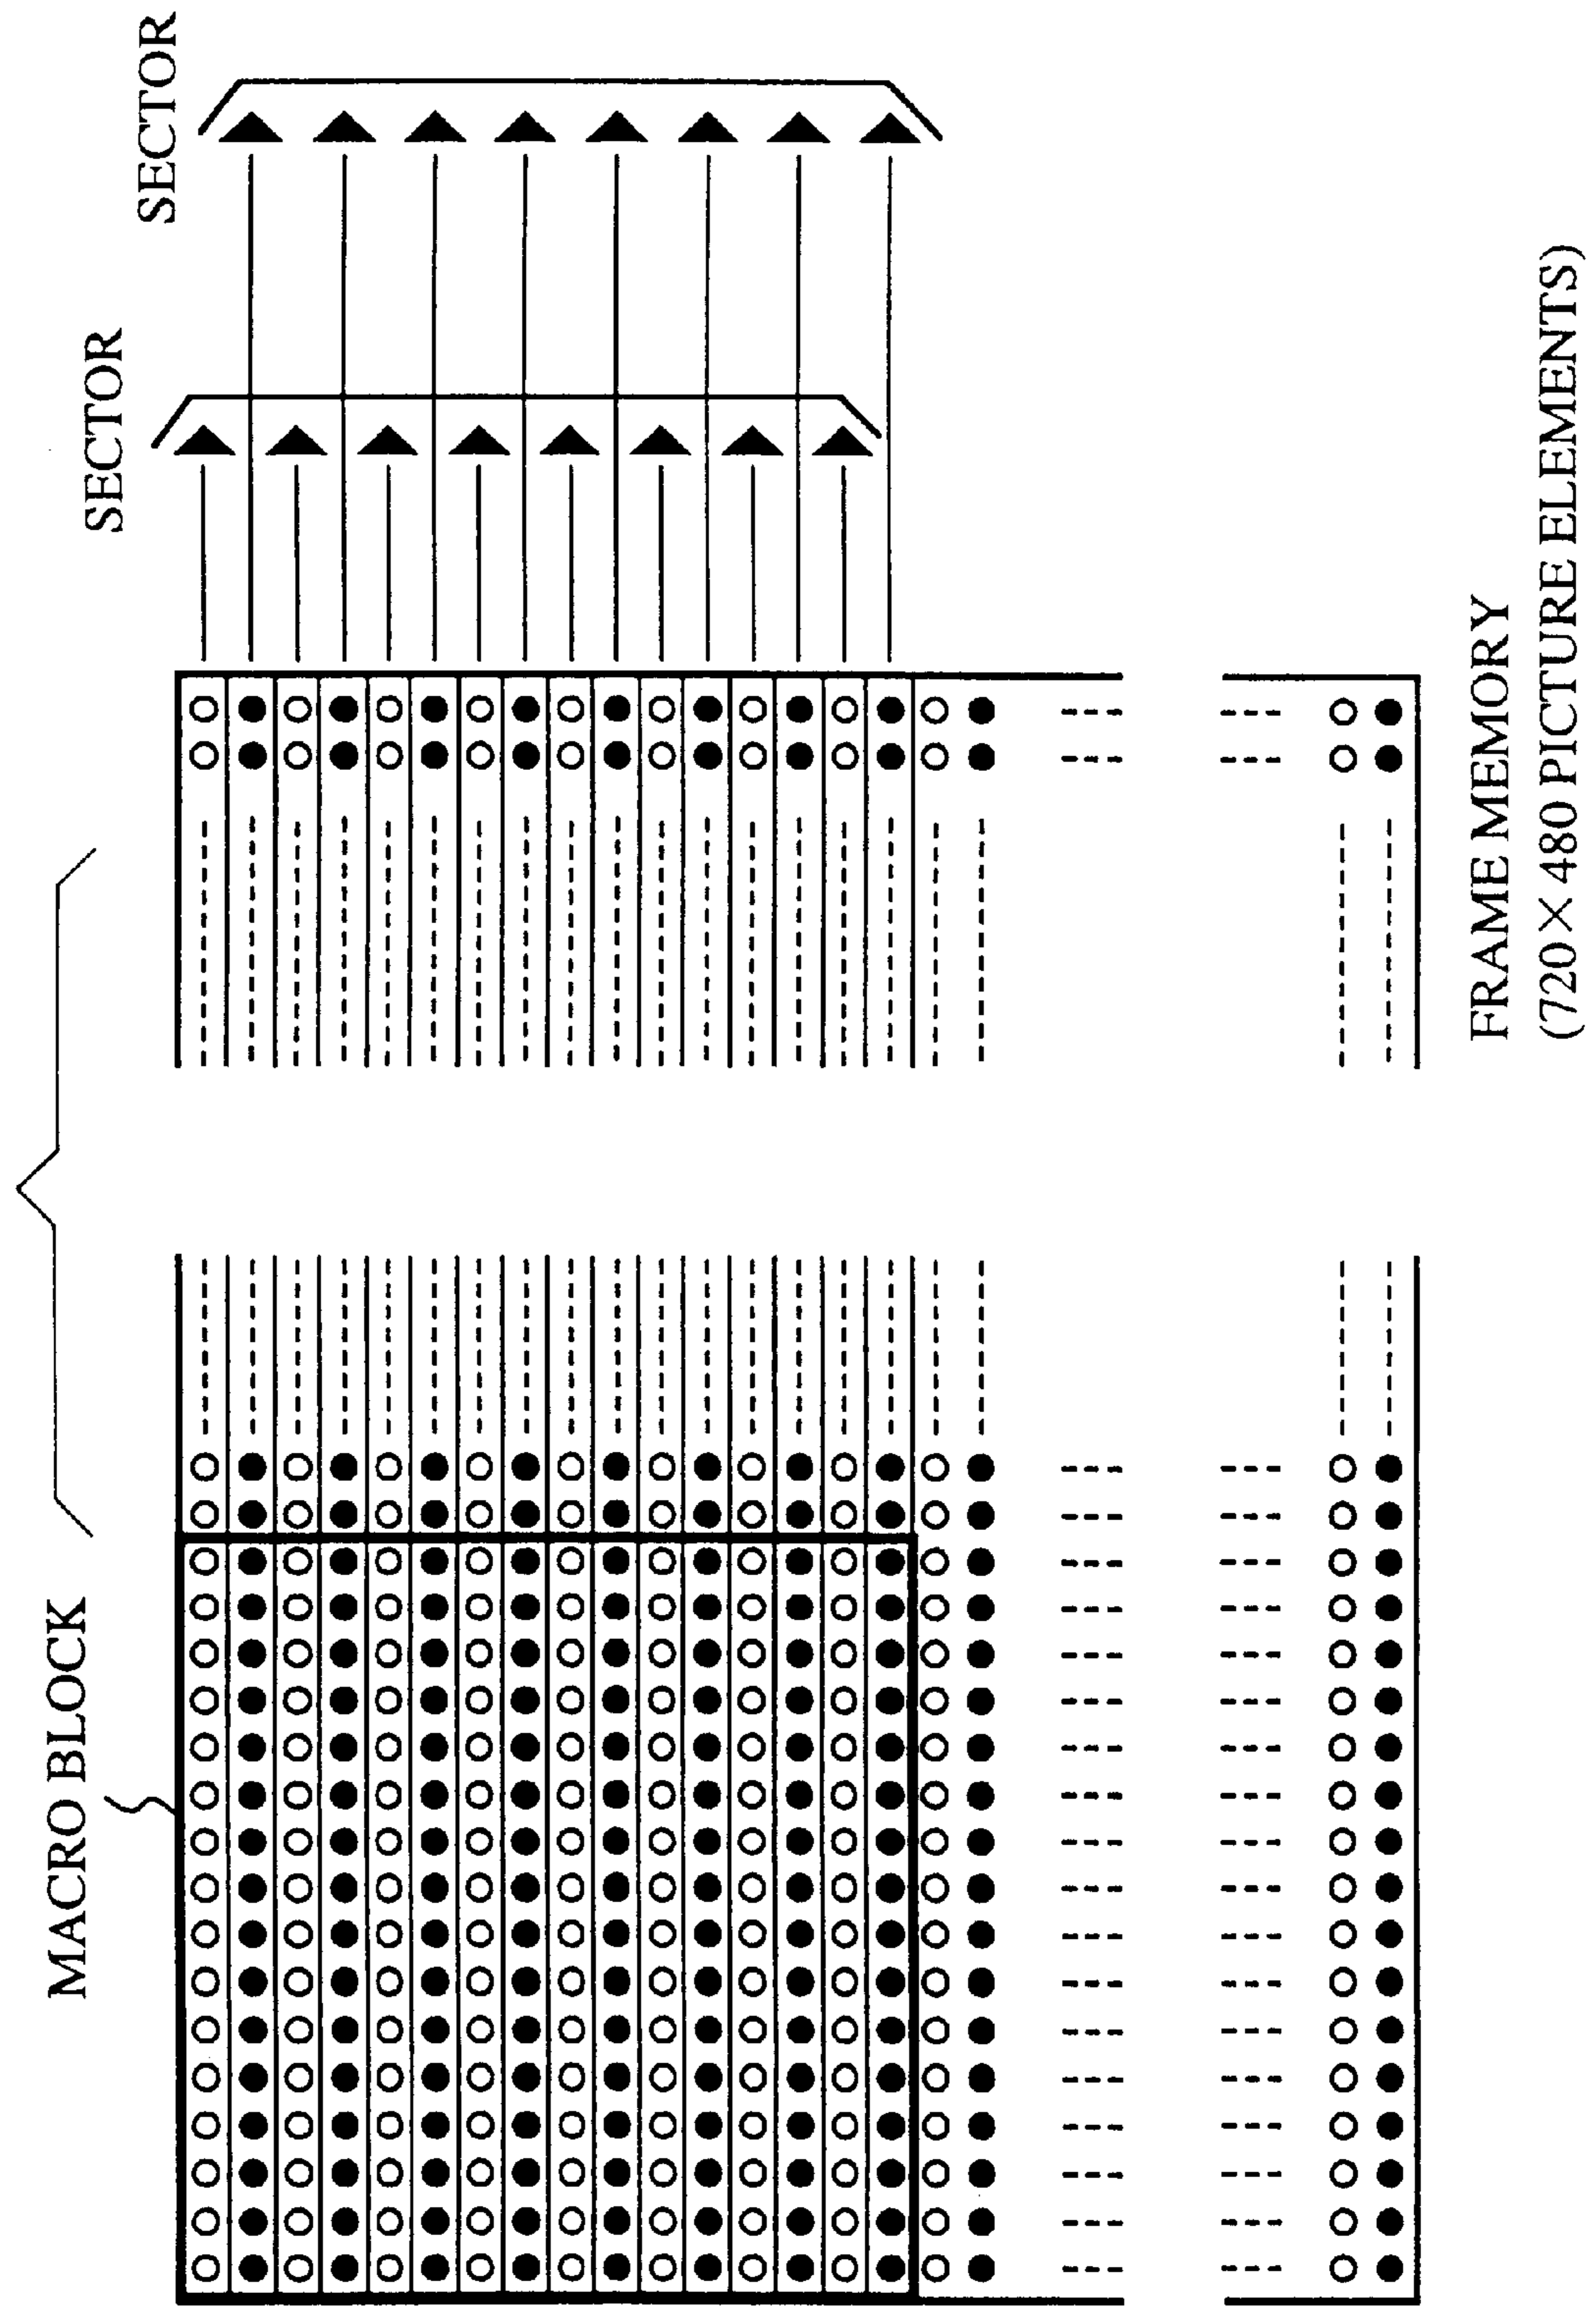 MACRO BLOCK
SECTOR
SECTOR
FRAME MEMORY
(720×480 PICTURE ELEMENTS)